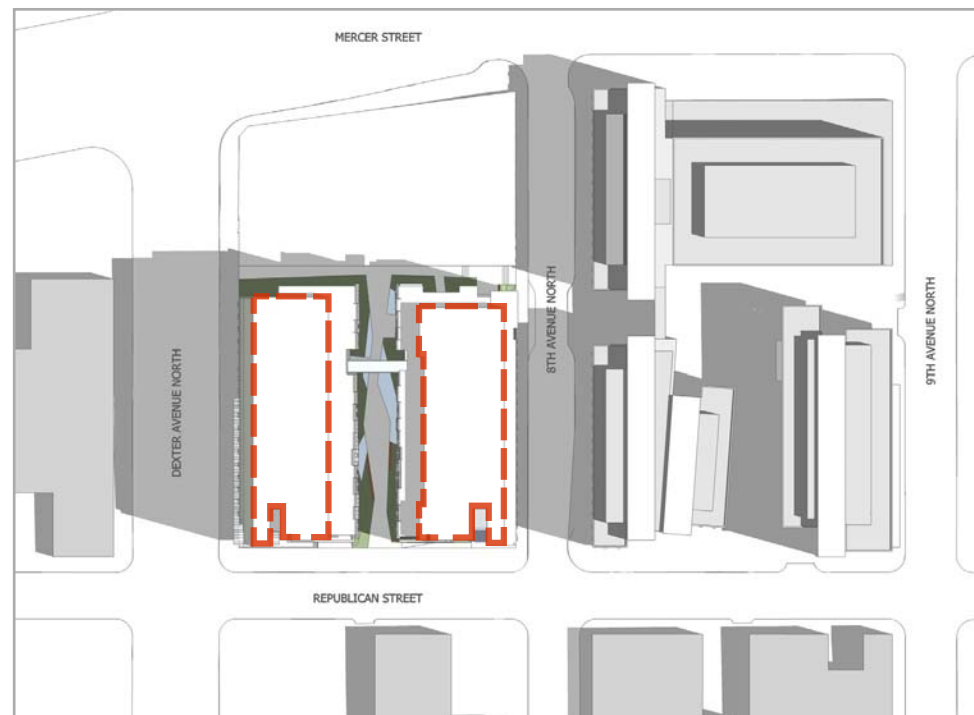 MERCER STREET
DEXTER AVENUE NORTH
8TH AVENUE NORTH
9TH AVENUE NORTH
REPUBLICAN STREET